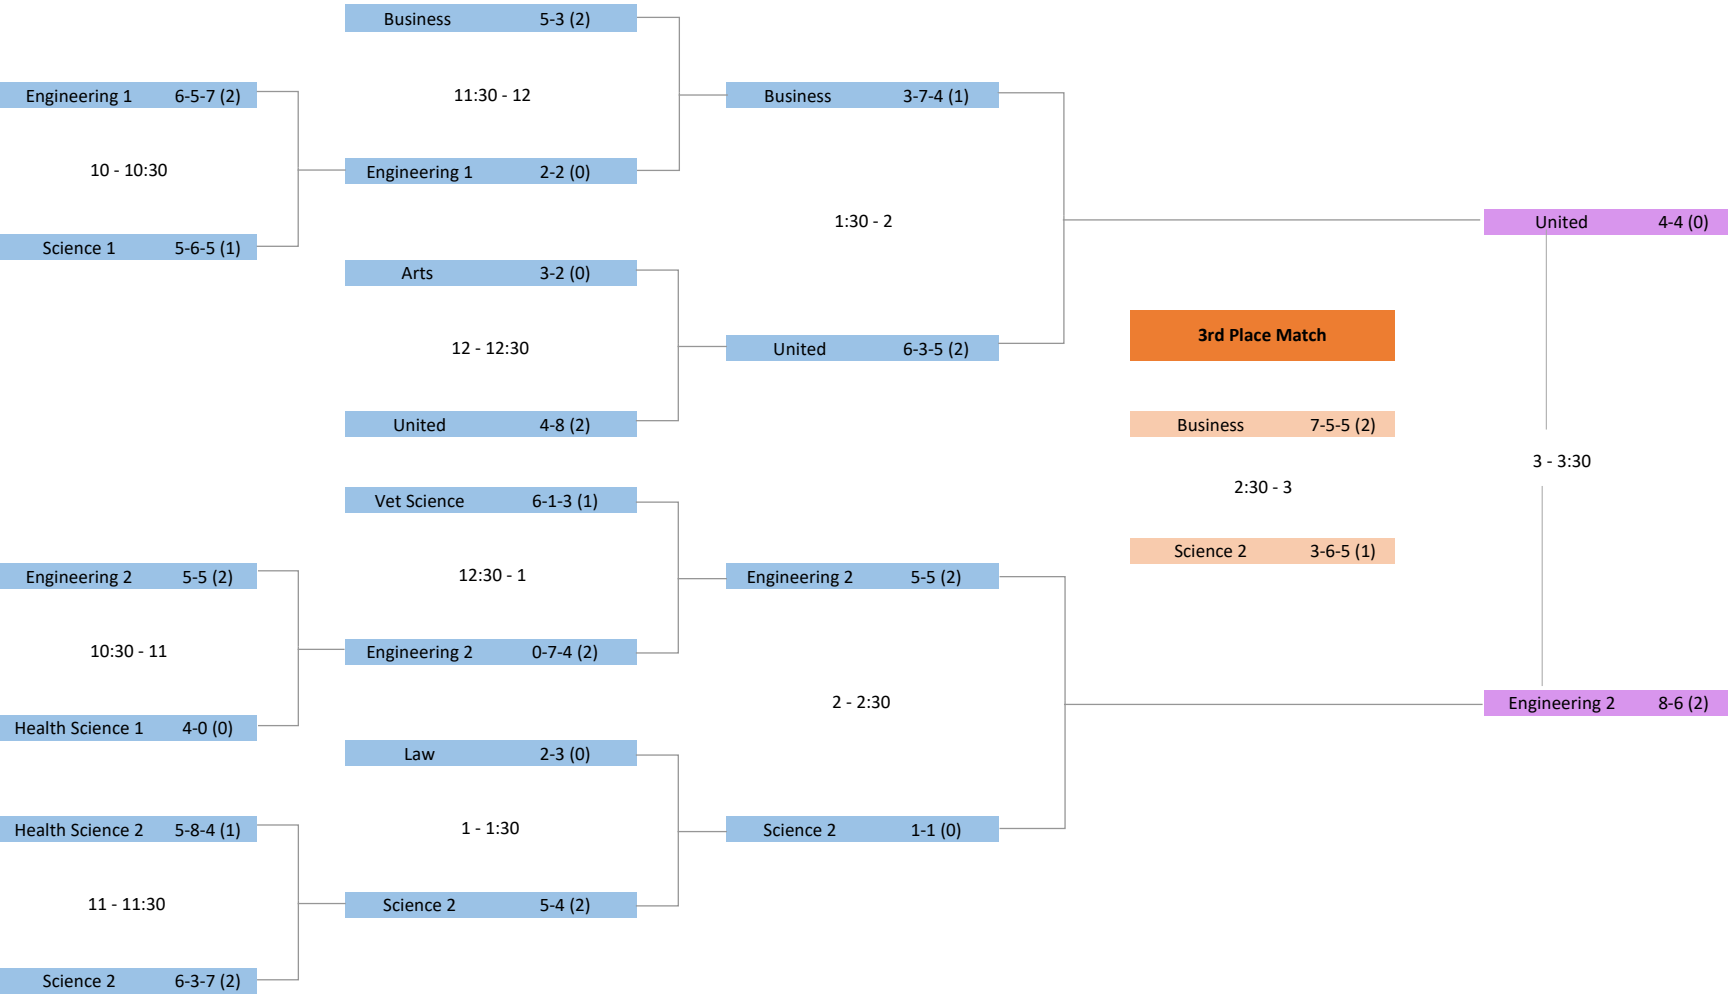 Business 5-3 (2)
11:30 - 12
Engineering 1 2-2 (0)
Engineering 1 6-5-7 (2)
10 - 10:30
Science 1 5-6-5 (1)
Arts 3-2 (0)
12 - 12:30
United 4-8 (2)
Business 3-7-4 (1)
1:30 - 2
United 6-3-5 (2)
Vet Science 6-1-3 (1)
12:30 - 1
Engineering 2 0-7-4 (2)
Engineering 2 5-5 (2)
10:30 - 11
Health Science 1 4-0 (0)
Law 2-3 (0)
1 - 1:30
Science 2 5-4 (2)
Health Science 2 5-8-4 (1)
11 - 11:30
Science 2 6-3-7 (2)
Engineering 2 5-5 (2)
2 - 2:30
Science 2 1-1 (0)
3rd Place Match
Business 7-5-5 (2)
2:30 - 3
Science 2 3-6-5 (1)
United 4-4 (0)
3 - 3:30
Engineering 2 8-6 (2)